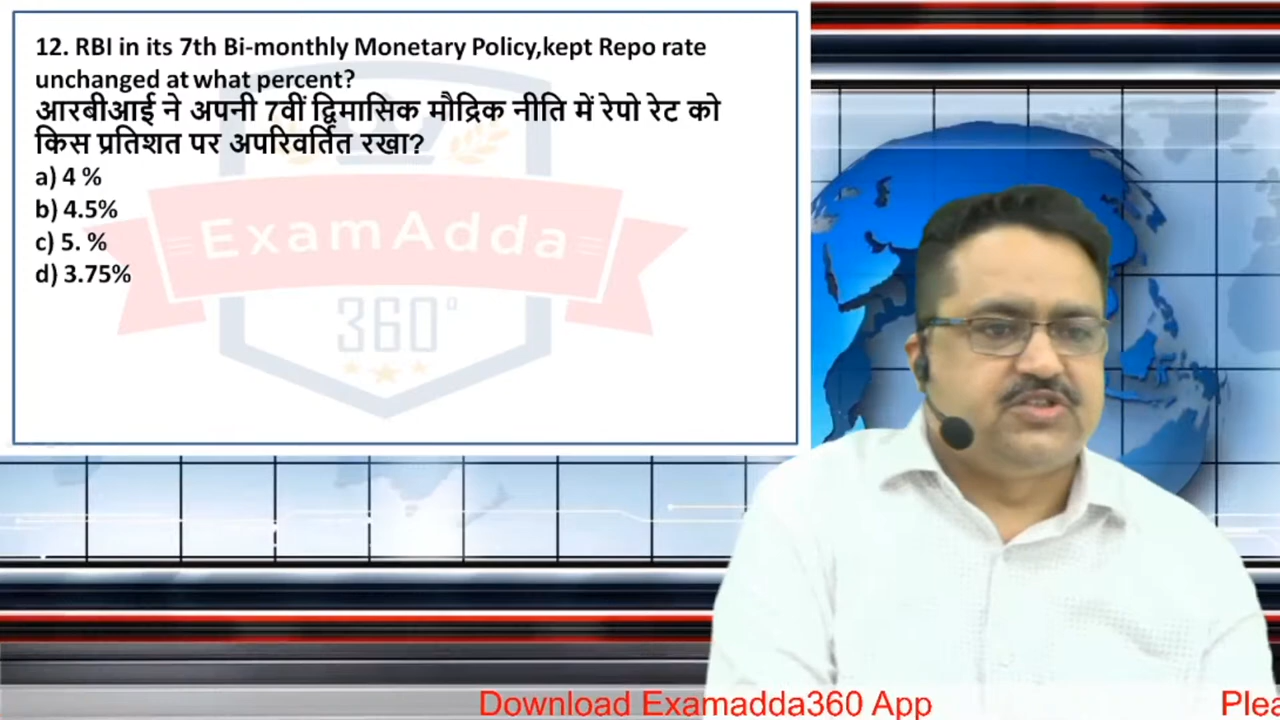 12. RBI in its 7th Bi-monthly Monetary Policy,kept Repo rate
unchanged at what percent?
आरबीआई ने अपनी 7वीं द्विमासिक मौद्रिक नीति में रेपो रेट को
किस प्रतिशत पर अपरिवर्तित रखा?
a) 4 %
b) 4.5%
c) 5. %
d) 3.75%
ExamAdda
360°
Download Examadda360 App
Plea